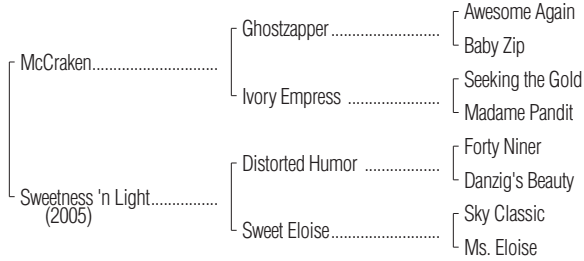 Awesome Again
Ghostzapper
Baby Zip
McCraken
Seeking the Gold
Ivory Empress
Madame Pandit
Forty Niner
Distorted Humor
Danzig's Beauty
Sweetness 'n Light
(2005)
Sky Classic
Sweet Eloise
Ms. Eloise